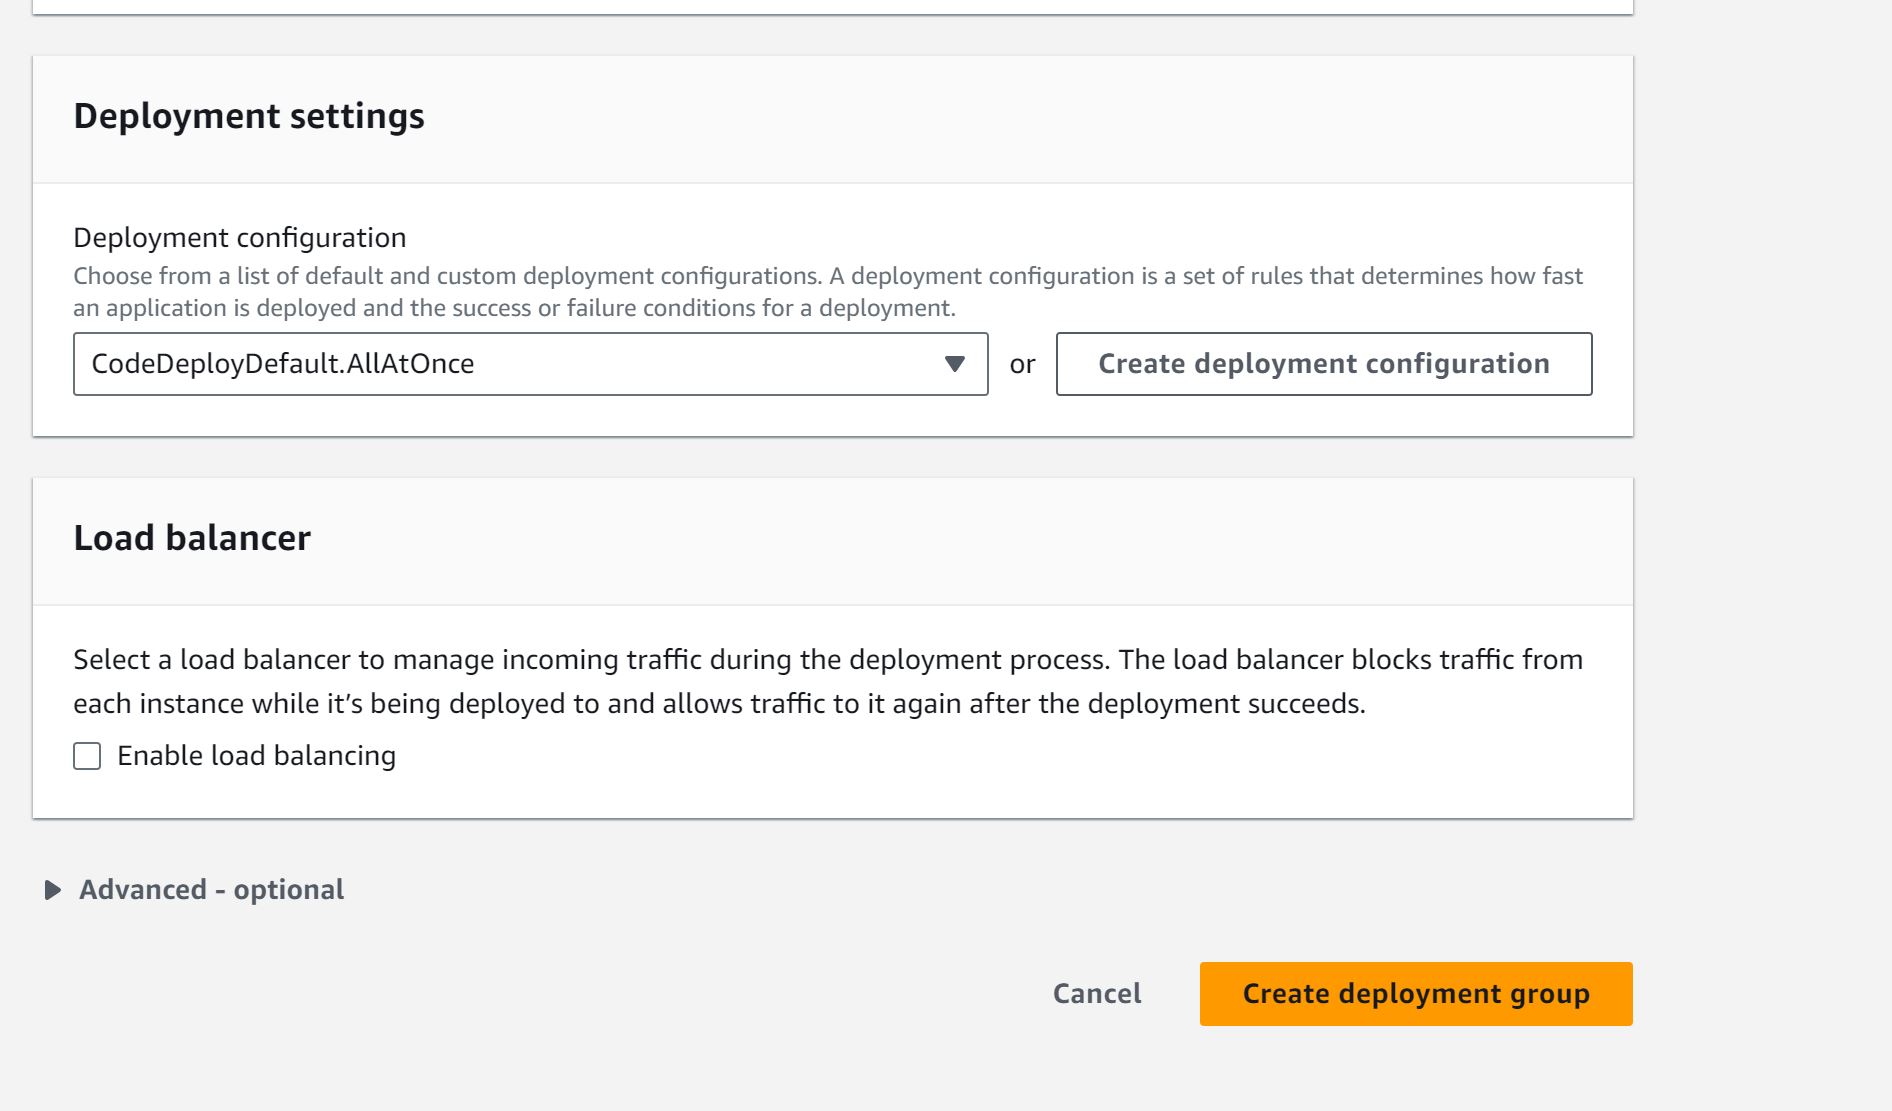 Deployment settings
Deployment configuration
Choose from a list of default and custom deployment configurations. A deployment configuration is a set of rules that determines how fast
an application is deployed and the success or failure conditions for a deployment.
CodeDeployDefault.AllAtOnce
or
Create deployment configuration
Load balancer
Select a load balancer to manage incoming traffic during the deployment process. The load balancer blocks traffic from
each instance while it’s being deployed to and allows traffic to it again after the deployment succeeds.
Enable load balancing
Advanced - optional
Cancel
Create deployment group